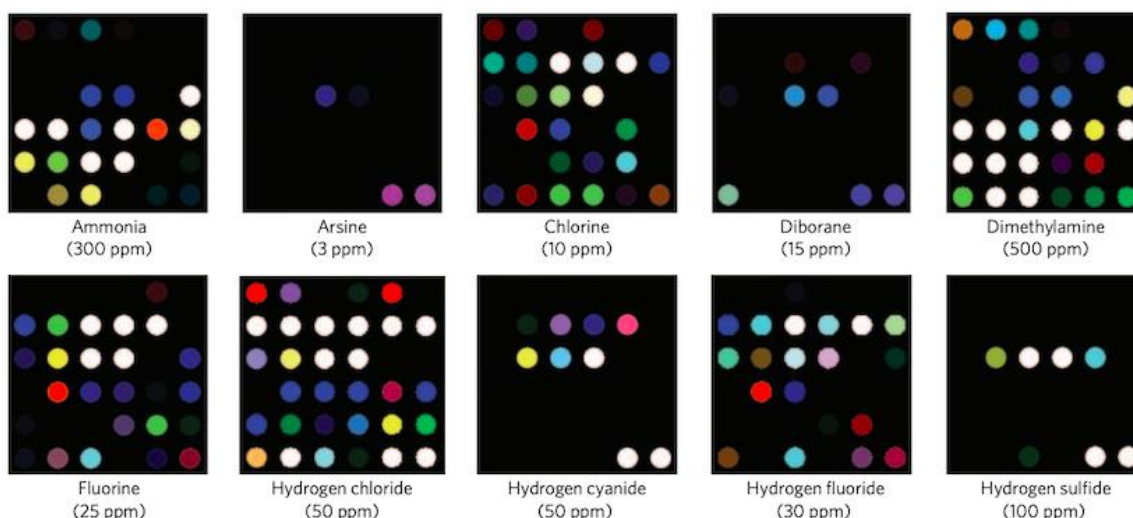 Ammonia
(300 ppm)
Arsine
(3 ppm)
Chlorine
(10 ppm)
Diborane
(15 ppm)
Dimethylamine
(500 ppm)
Fluorine
(25 ppm)
Hydrogen chloride
(50 ppm)
Hydrogen cyanide
(50 ppm)
Hydrogen fluoride
(30 ppm)
Hydrogen sulfide
(100 ppm)